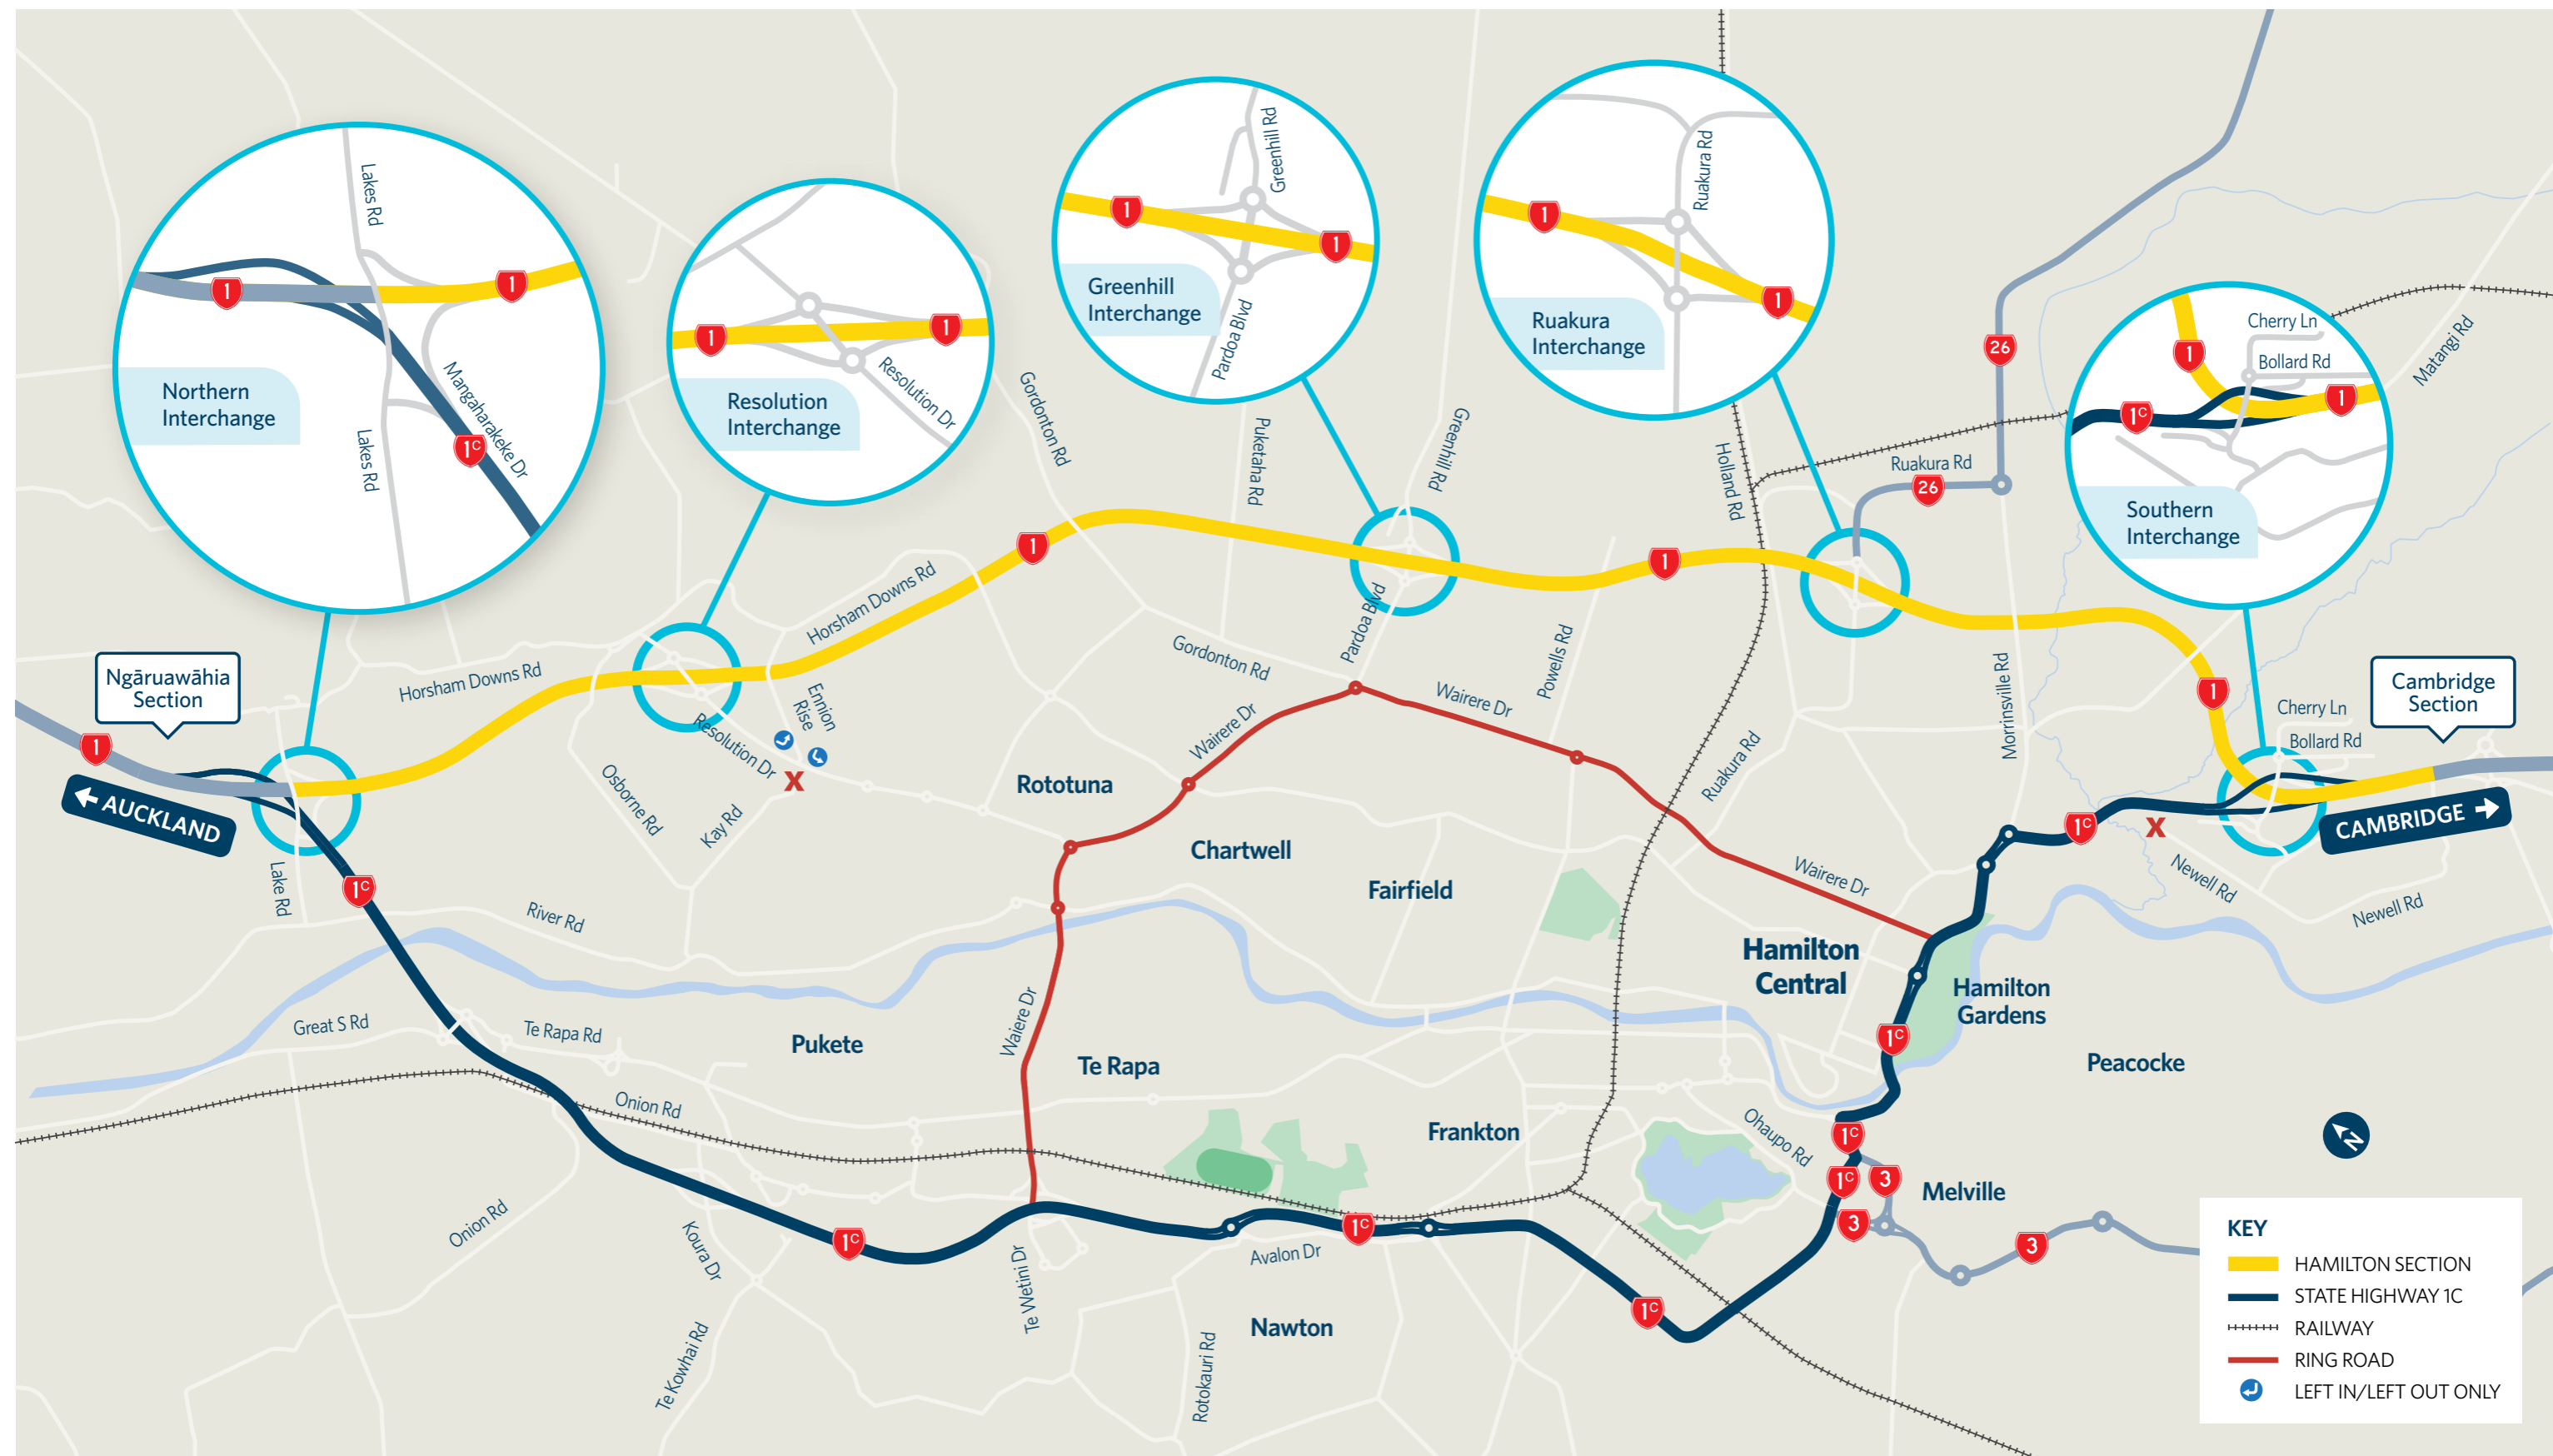 Lakes Rd
1
1
Mangaharakeke Dr
1C
Lakes Rd
Northern
Interchange
1
1
Resolution Dr
Resolution
Interchange
Greenhill Rd
1
1
Greenhill
Interchange
Pardoa Blvd
Ruakura Rd
1
1
Ruakura
Interchange
26
Cherry Ln
1
Bollard Rd
1
1C
Southern
Interchange
Matangi Rd
Gordonton Rd
Puketaha Rd
Greenhill Rd
Holland Rd
Ruakura Rd
26
1
1
Horsham Downs Rd
Horsham Downs Rd
Gordonton Rd
Pardoa Blvd
Powells Rd
Morrinsville Rd
1
Ngāruawāhia
Section
Cambridge
Section
Cherry Ln
Bollard Rd
1
AUCKLAND
CAMBRIDGE
Ennion
Rise
Resolution Dr
X
Osborne Rd
Kay Rd
Wairere Dr
Wairere Dr
Ruakura Rd
Rototuna
Chartwell
Fairfield
Wairere Dr
1C
X
Newell Rd
Newell Rd
Lake Rd
1C
River Rd
Hamilton
Central
Hamilton
Gardens
Great S Rd
Te Rapa Rd
Pukete
Waiere Dr
Te Rapa
1C
Peacocke
Onion Rd
Frankton
Ohaupo Rd
1C
1C
3
Melville
3
3
N
Onion Rd
Koura Dr
1C
Te Wetini Dr
1C
Avalon Dr
1C
Nawton
Te Kowhai Rd
Rotokauri Rd
KEY
HAMILTON SECTION
STATE HIGHWAY 1C
RAILWAY
RING ROAD
LEFT IN/LEFT OUT ONLY